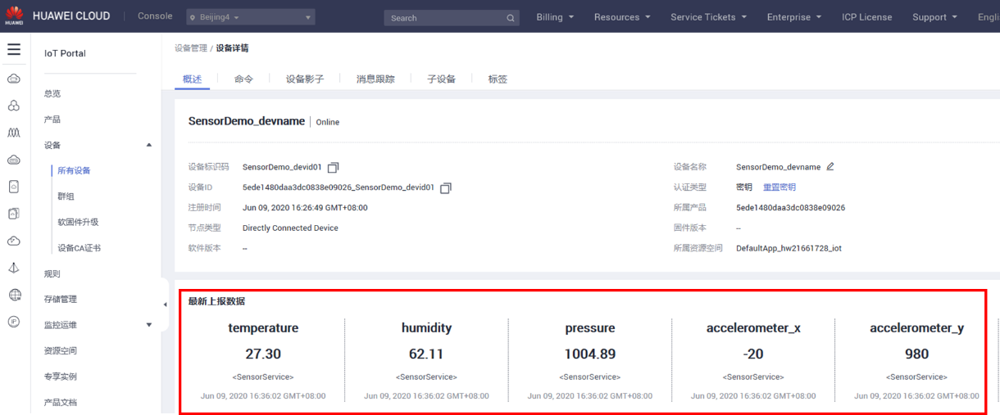 HUAWEI
HUAWEI CLOUD Console Beijing4 Search Billing Resources Service Tickets Enterprise ICP License Support Engli
IoT Portal
总览
产品
设备
所有设备
群组
软固件升级
设备CA证书
规则
存储管理
监控运维
资源空间
专享实例
产品文档
IP
设备管理 / 设备详情
概述 命令 设备影子 消息跟踪 子设备 标签
SensorDemo_devname Online
设备标识码 SensorDemo_devid01 设备名称 SensorDemo_devname
设备ID 5ede1480daa3dc0838e09026_SensorDemo_devid01 认证类型 密钥 重置密钥
注册时间 Jun 09, 2020 16:26:49 GMT+08:00 所属产品 5ede1480daa3dc0838e09026
节点类型 Directly Connected Device 固件版本 --
软件版本 -- 所属资源空间 DefaultApp_hw21661728_iot
最新上报数据
temperature humidity pressure accelerometer_x accelerometer_y
27.30 62.11 1004.89 -20 980
<SensorService> <SensorService> <SensorService> <SensorService> <SensorService>
Jun 09, 2020 16:36:02 GMT+08:00 Jun 09, 2020 16:36:02 GMT+08:00 Jun 09, 2020 16:36:02 GMT+08:00 Jun 09, 2020 16:36:02 GMT+08:00 Jun 09, 2020 16:36:02 GMT+08:00